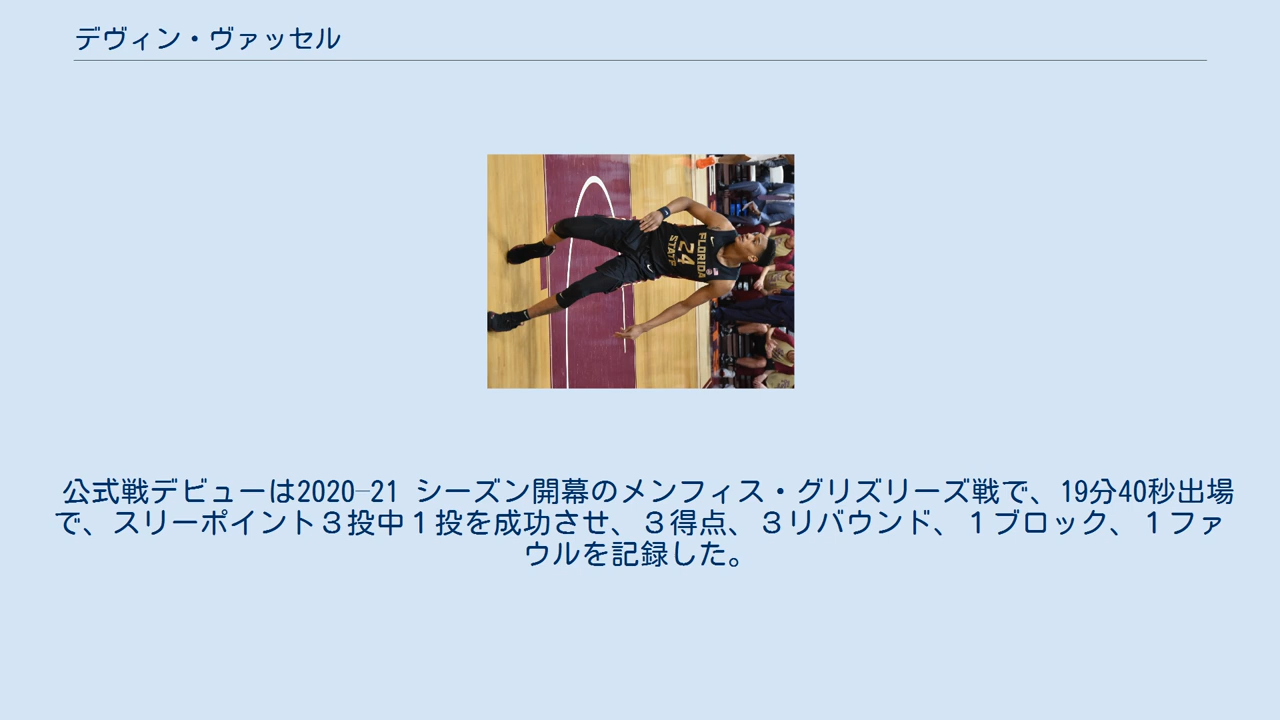 デヴィン・ヴァッセル
FLORIDA
24
STATE
公式戦デビューは2020–21 シーズン開幕のメンフィス・グリズリーズ戦で、19分40秒出場
で、スリーポイント３投中１投を成功させ、３得点、３リバウンド、１ブロック、１ファ
ウルを記録した。